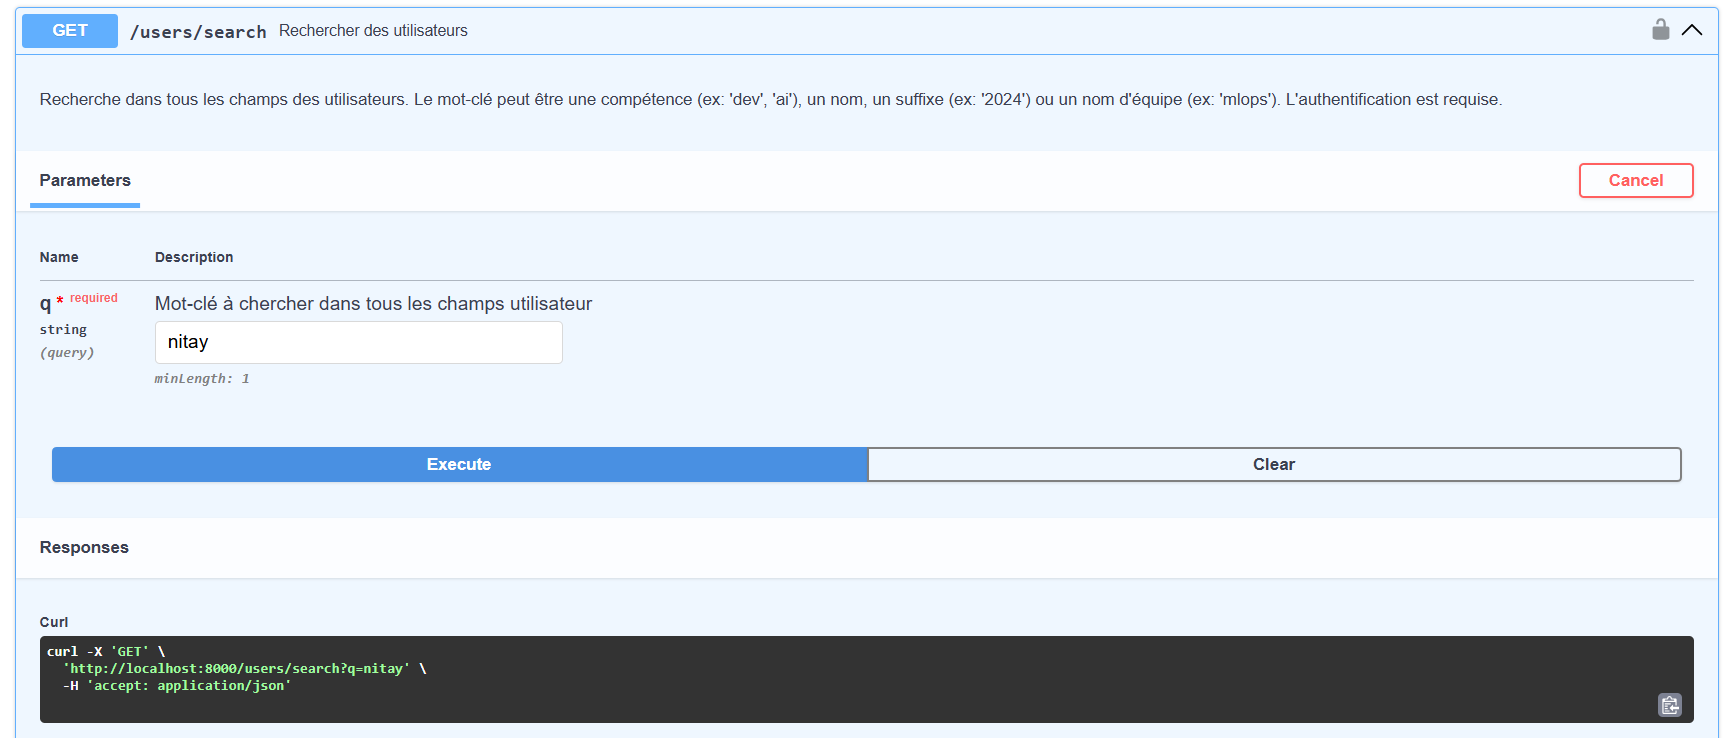 GET /users/search Rechercher des utilisateurs
Recherche dans tous les champs des utilisateurs. Le mot-clé peut être une compétence (ex: 'dev', 'ai'), un nom, un suffixe (ex: '2024') ou un nom d'équipe (ex: 'mlops'). L'authentification est requise.
Parameters Cancel
Name Description
q * required Mot-clé à chercher dans tous les champs utilisateur
string nitay
(query)
minLength: 1
Execute Clear
Responses
Curl
curl -X 'GET' \
'http://localhost:8000/users/search?q=nitay' \
-H 'accept: application/json'